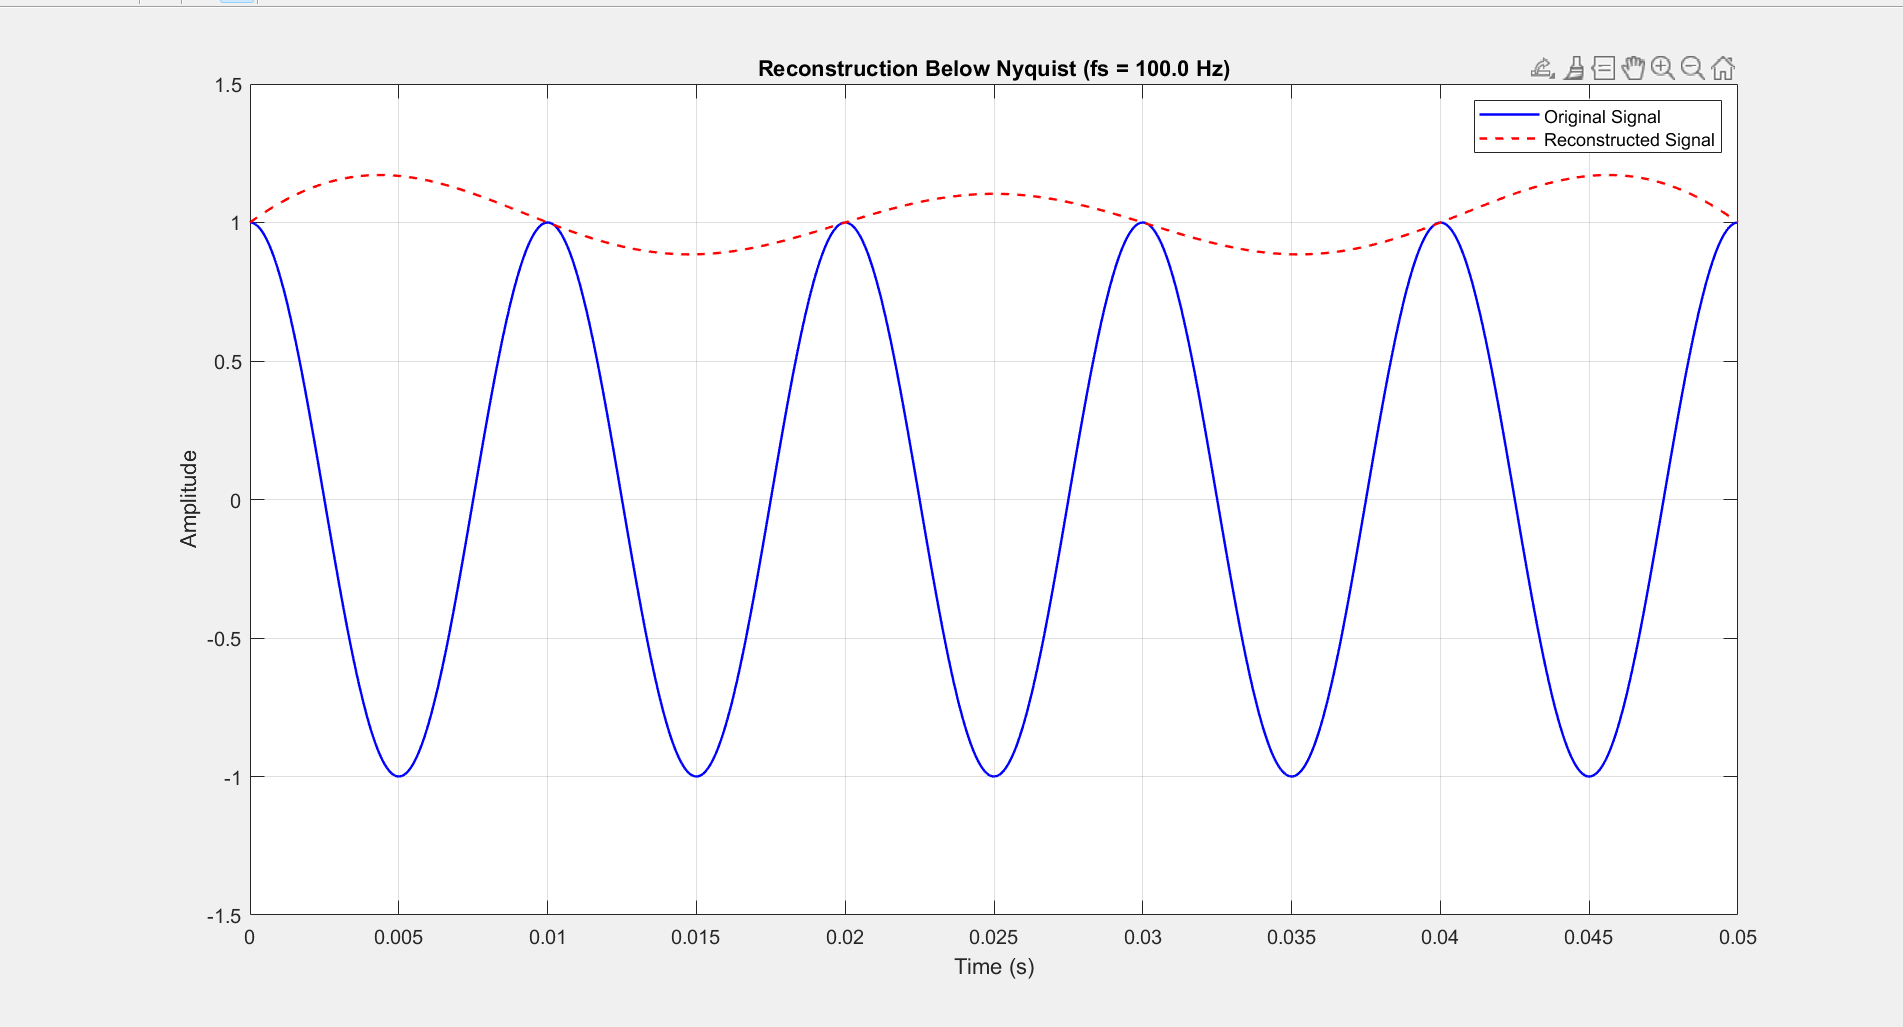 Reconstruction Below Nyquist (fs = 100.0 Hz)
Original Signal
Reconstructed Signal
1.5
1
0.5
0
-0.5
-1
-1.5
Amplitude
0 0.005 0.01 0.015 0.02 0.025 0.03 0.035 0.04 0.045 0.05
Time (s)